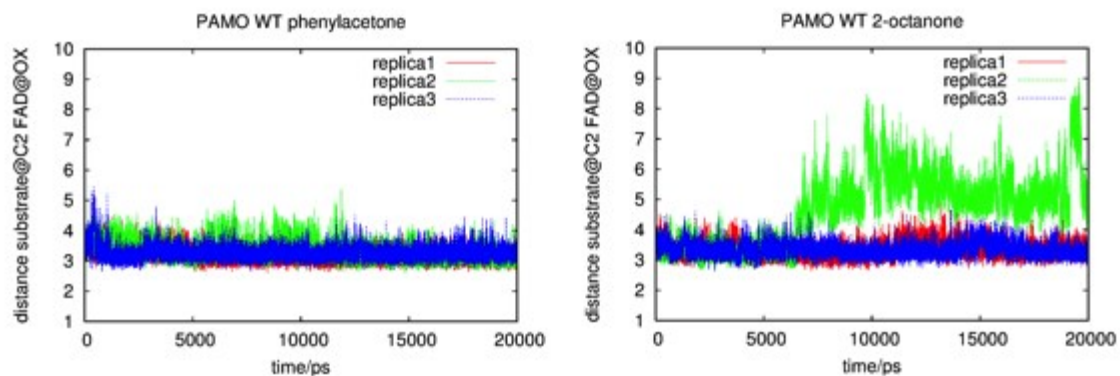 PAMO WT phenylacetone
distance substrate@C2 FAD@OX
10
9
8
7
6
5
4
3
2
1
replica1
replica2
replica3
0 5000 10000 15000 20000
time/ps
PAMO WT 2-octanone
distance substrate@C2 FAD@OX
10
9
8
7
6
5
4
3
2
1
replica1
replica2
replica3
0 5000 10000 15000 20000
time/ps